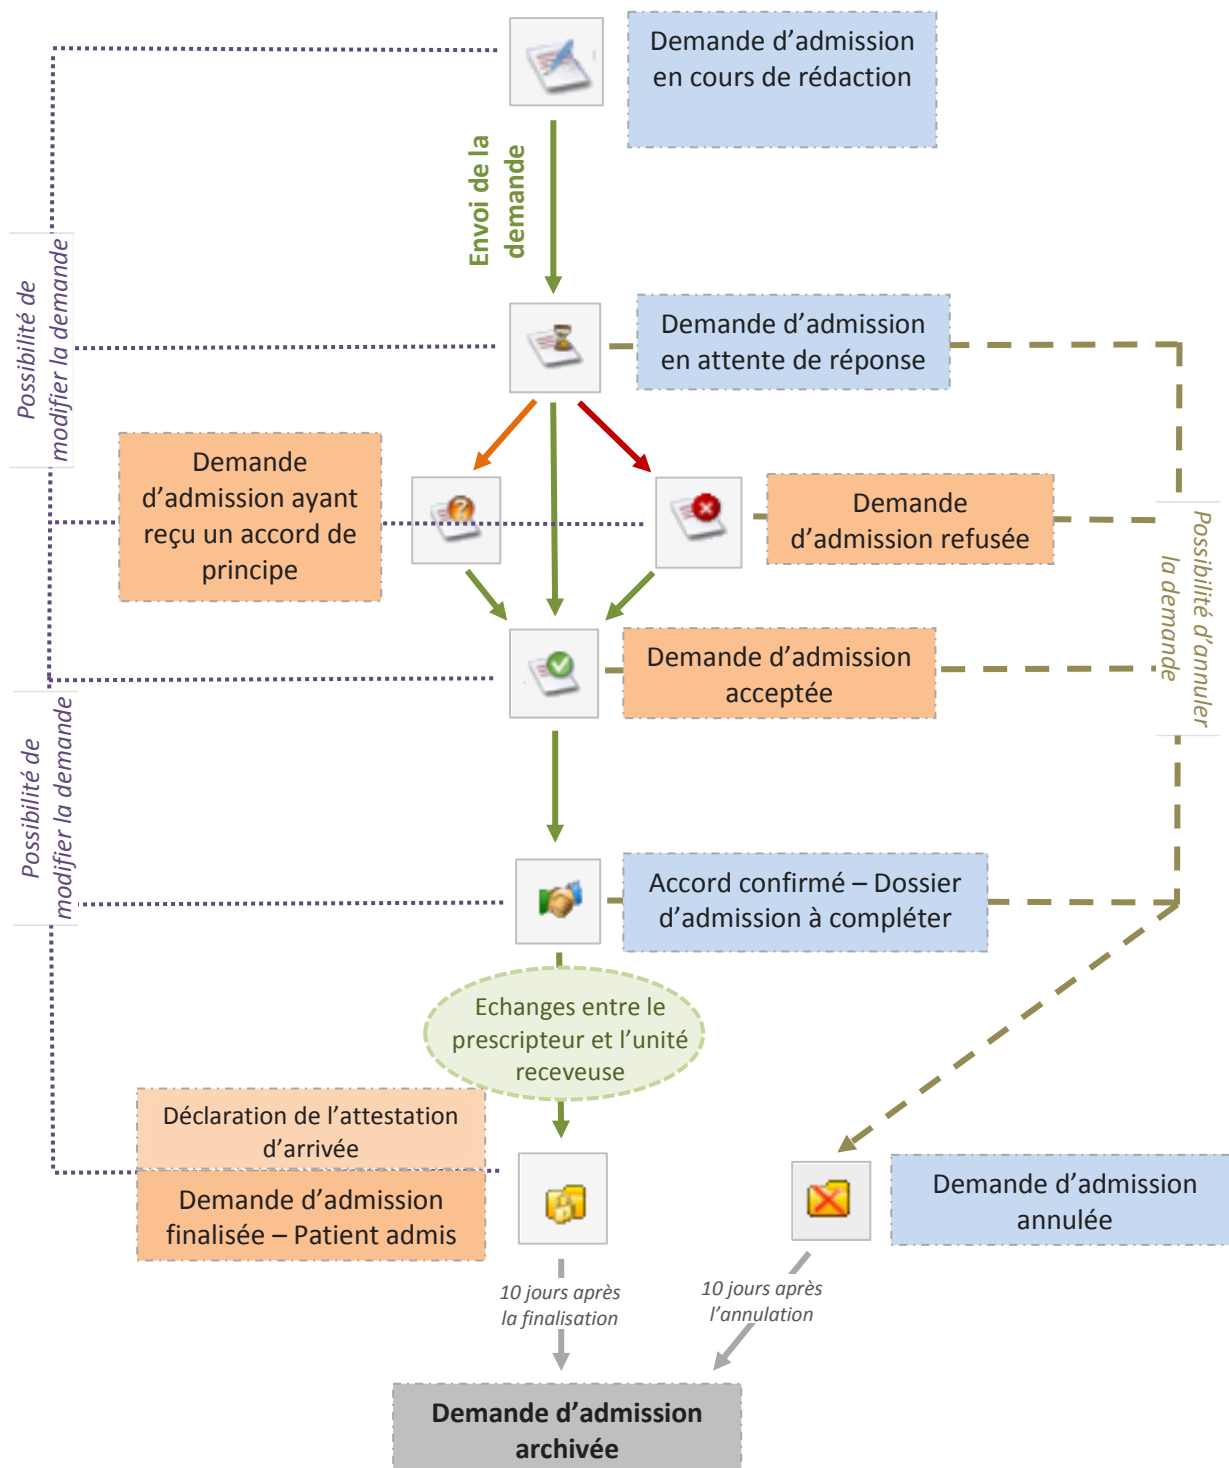 Demande d’admission
en cours de rédaction
Envoi de la
demande
Possibilité de
modifier la demande
Demande d’admission
en attente de réponse
Demande
d’admission ayant
reçu un accord de
principe
Demande
d’admission refusée
Possibilité d’annuler
la demande
Demande d’admission
acceptée
Possibilité de
modifier la demande
Accord confirmé – Dossier
d’admission à compléter
Echanges entre le
prescripteur et l’unité
receveuse
Déclaration de l’attestation
d’arrivée
Demande d’admission
finalisée – Patient admis
Demande d’admission
annulée
10 jours après
la finalisation
10 jours après
l’annulation
Demande d’admission
archivée